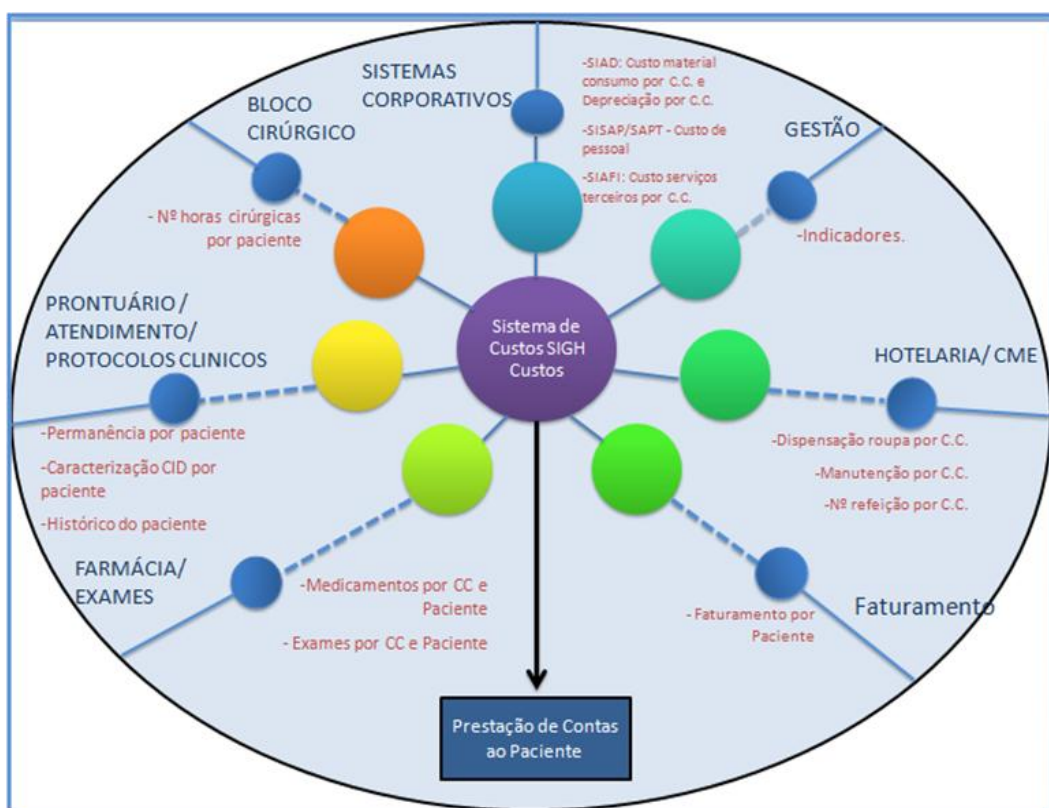 SISTEMAS
CORPORATIVOS
-SIAD: Custo material
consumo por C.C. e
Depreciação por C.C.
-SISAP/SAPT - Custo de
pessoal
-SIAFI: Custo serviços
terceiros por C.C.
BLOCO
CIRÚRGICO
- Nº horas cirúrgicas
por paciente
GESTÃO
-Indicadores.
PRONTUÁRIO /
ATENDIMENTO/
PROTOCOLOS CLINICOS
-Permanência por paciente
-Caracterização CID por
paciente
-Histórico do paciente
Sistema de
Custos SIGH
Custos
HOTELARIA/ CME
-Dispensação roupa por C.C.
-Manutenção por C.C.
-Nº refeição por C.C.
FARMÁCIA/
EXAMES
-Medicamentos por CC e
Paciente
- Exames por CC e Paciente
Faturamento
-Faturamento por
Paciente
Prestação de Contas
ao Paciente